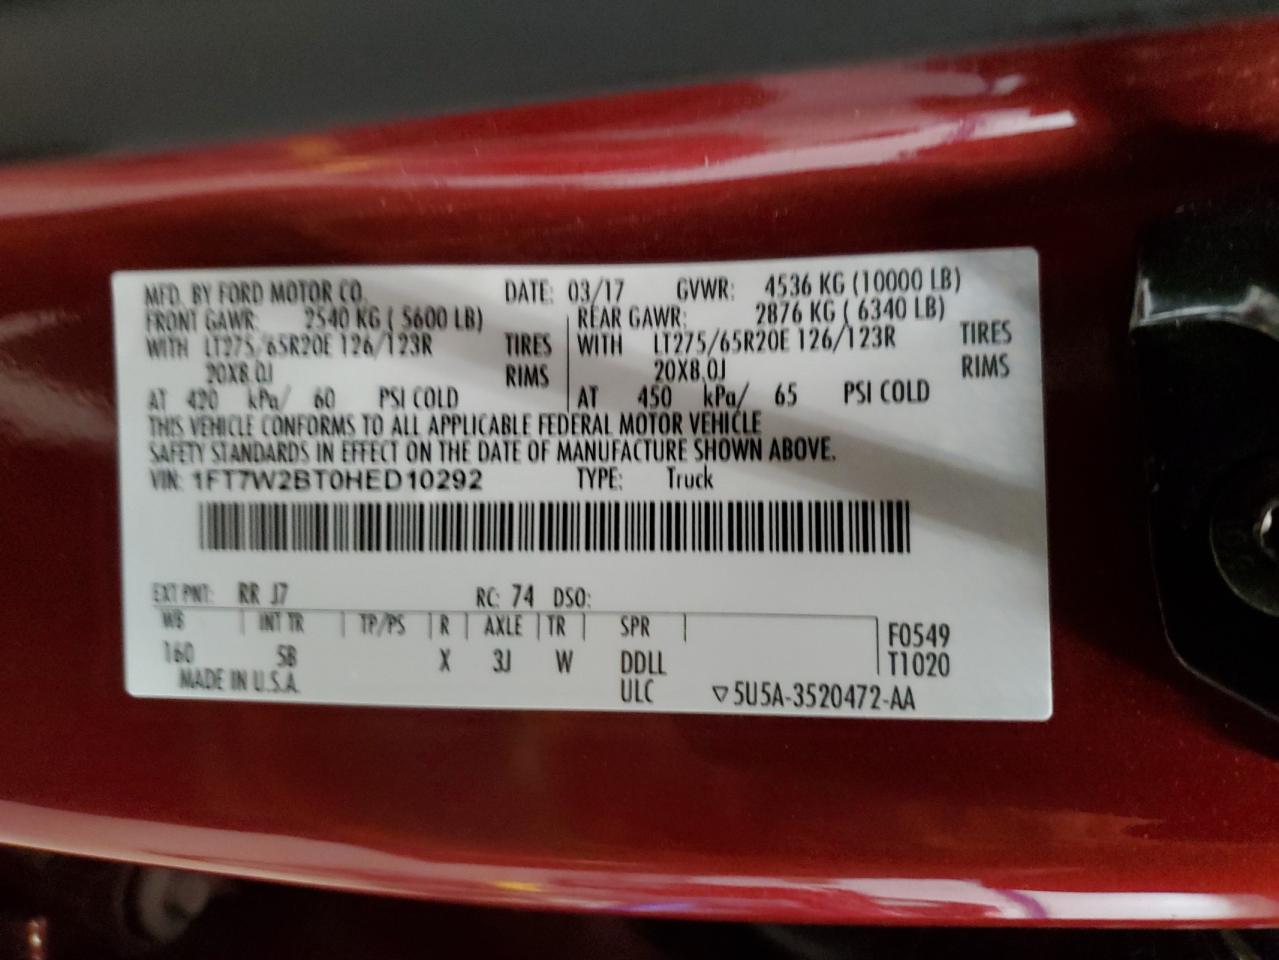 MFD. BY FORD MOTOR CO. DATE: 03/17 GVWR: 4536 KG (10000 LB)
FRONT GAWR: 2540 KG ( 5600 LB) REAR GAWR: 2876 KG ( 6340 LB)
WITH LT275/65R20E 126/123R TIRES WITH LT275/65R20E 126/123R TIRES
20X8.0J RIMS 20X8.0J RIMS
AT 420 kPa/ 60 PSI COLD AT 450 kPa/ 65 PSI COLD
THIS VEHICLE CONFORMS TO ALL APPLICABLE FEDERAL MOTOR VEHICLE
SAFETY STANDARDS IN EFFECT ON THE DATE OF MANUFACTURE SHOWN ABOVE.
VIN: 1FT7W2BT0HED10292 TYPE: Truck
EXT PNT: RR J7 RC: 74 DSO:
WB INT TR TP/PS R AXLE TR SPR F0549
160 5B X 3J W DDLL T1020
MADE IN U.S.A. ULC ▽5U5A-3520472-AA